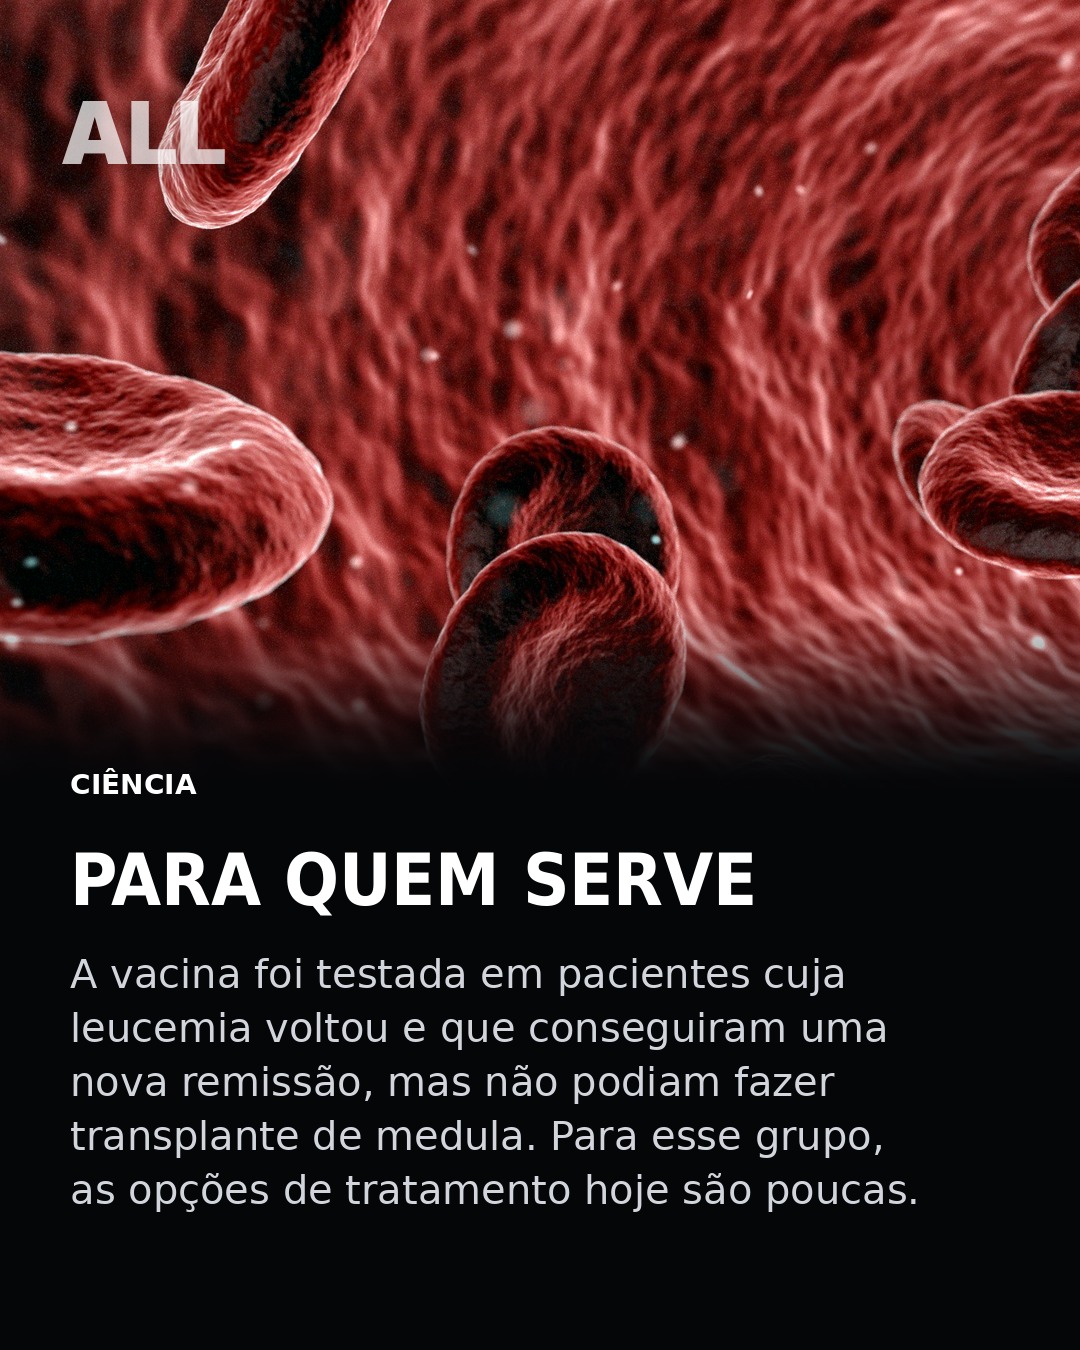 ALL
CIÊNCIA
PARA QUEM SERVE
A vacina foi testada em pacientes cuja
leucemia voltou e que conseguiram uma
nova remissão, mas não podiam fazer
transplante de medula. Para esse grupo,
as opções de tratamento hoje são poucas.